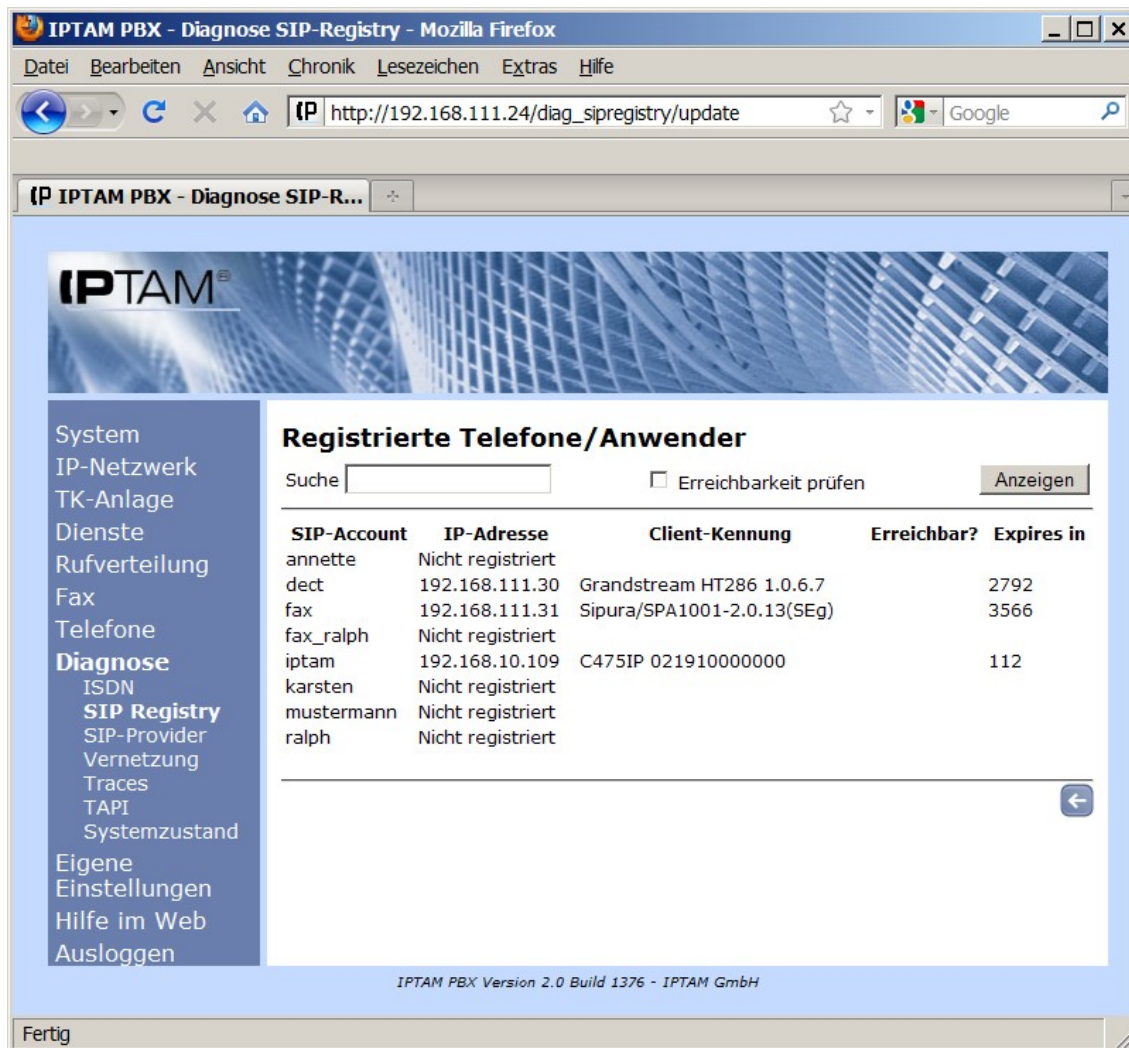 IPTAM PBX - Diagnose SIP-Registry - Mozilla Firefox
Datei Bearbeiten Ansicht Chronik Lesezeichen Extras Hilfe
http://192.168.111.24/diag_sipregistry/update Google
IPTAM PBX - Diagnose SIP-R...
IPTAM®
System
IP-Netzwerk
TK-Anlage
Dienste
Rufverteilung
Fax
Telefone
Diagnose
ISDN
SIP Registry
SIP-Provider
Vernetzung
Traces
TAPI
Systemzustand
Eigene
Einstellungen
Hilfe im Web
Ausloggen
Registrierte Telefone/Anwender
Suche Erreichbarkeit prüfen Anzeigen
SIP-Account IP-Adresse Client-Kennung Erreichbar? Expires in
annette Nicht registriert
dect 192.168.111.30 Grandstream HT286 1.0.6.7 2792
fax 192.168.111.31 Sipura/SPA1001-2.0.13(SEg) 3566
fax_ralph Nicht registriert
iptam 192.168.10.109 C475IP 021910000000 112
karsten Nicht registriert
mustermann Nicht registriert
ralph Nicht registriert
IPTAM PBX Version 2.0 Build 1376 - IPTAM GmbH
Fertig